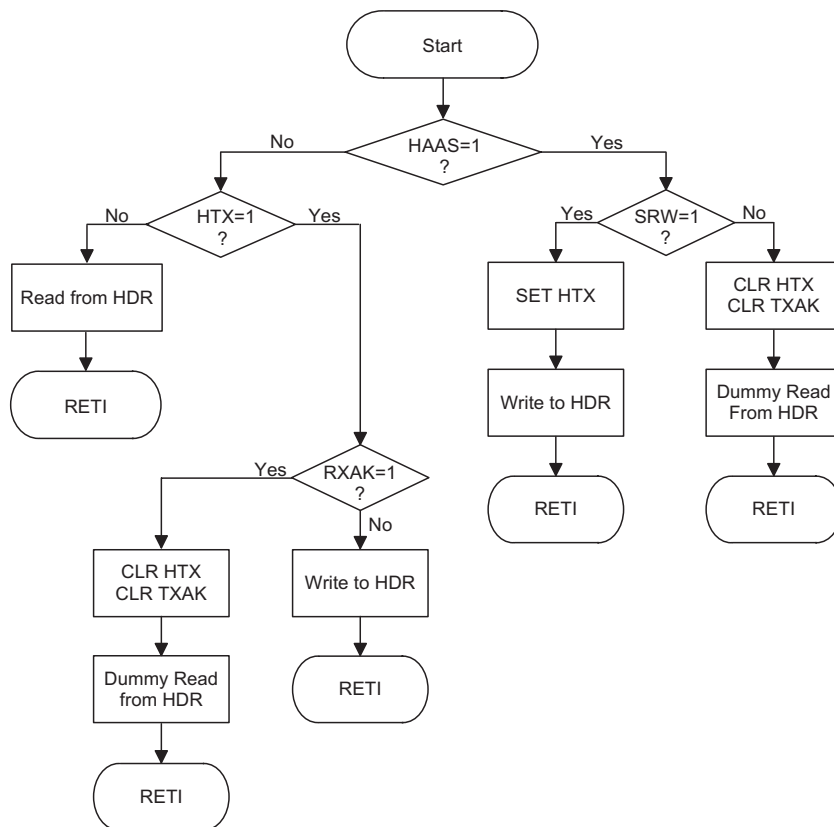 Start
No
HAAS=1
?
Yes
No
HTX=1
?
Yes
Yes
SRW=1
?
No
Read from HDR
SET HTX
CLR HTX
CLR TXAK
RETI
Write to HDR
Dummy Read
From HDR
Yes
RXAK=1
?
No
RETI
RETI
CLR HTX
CLR TXAK
Write to HDR
Dummy Read
from HDR
RETI
RETI